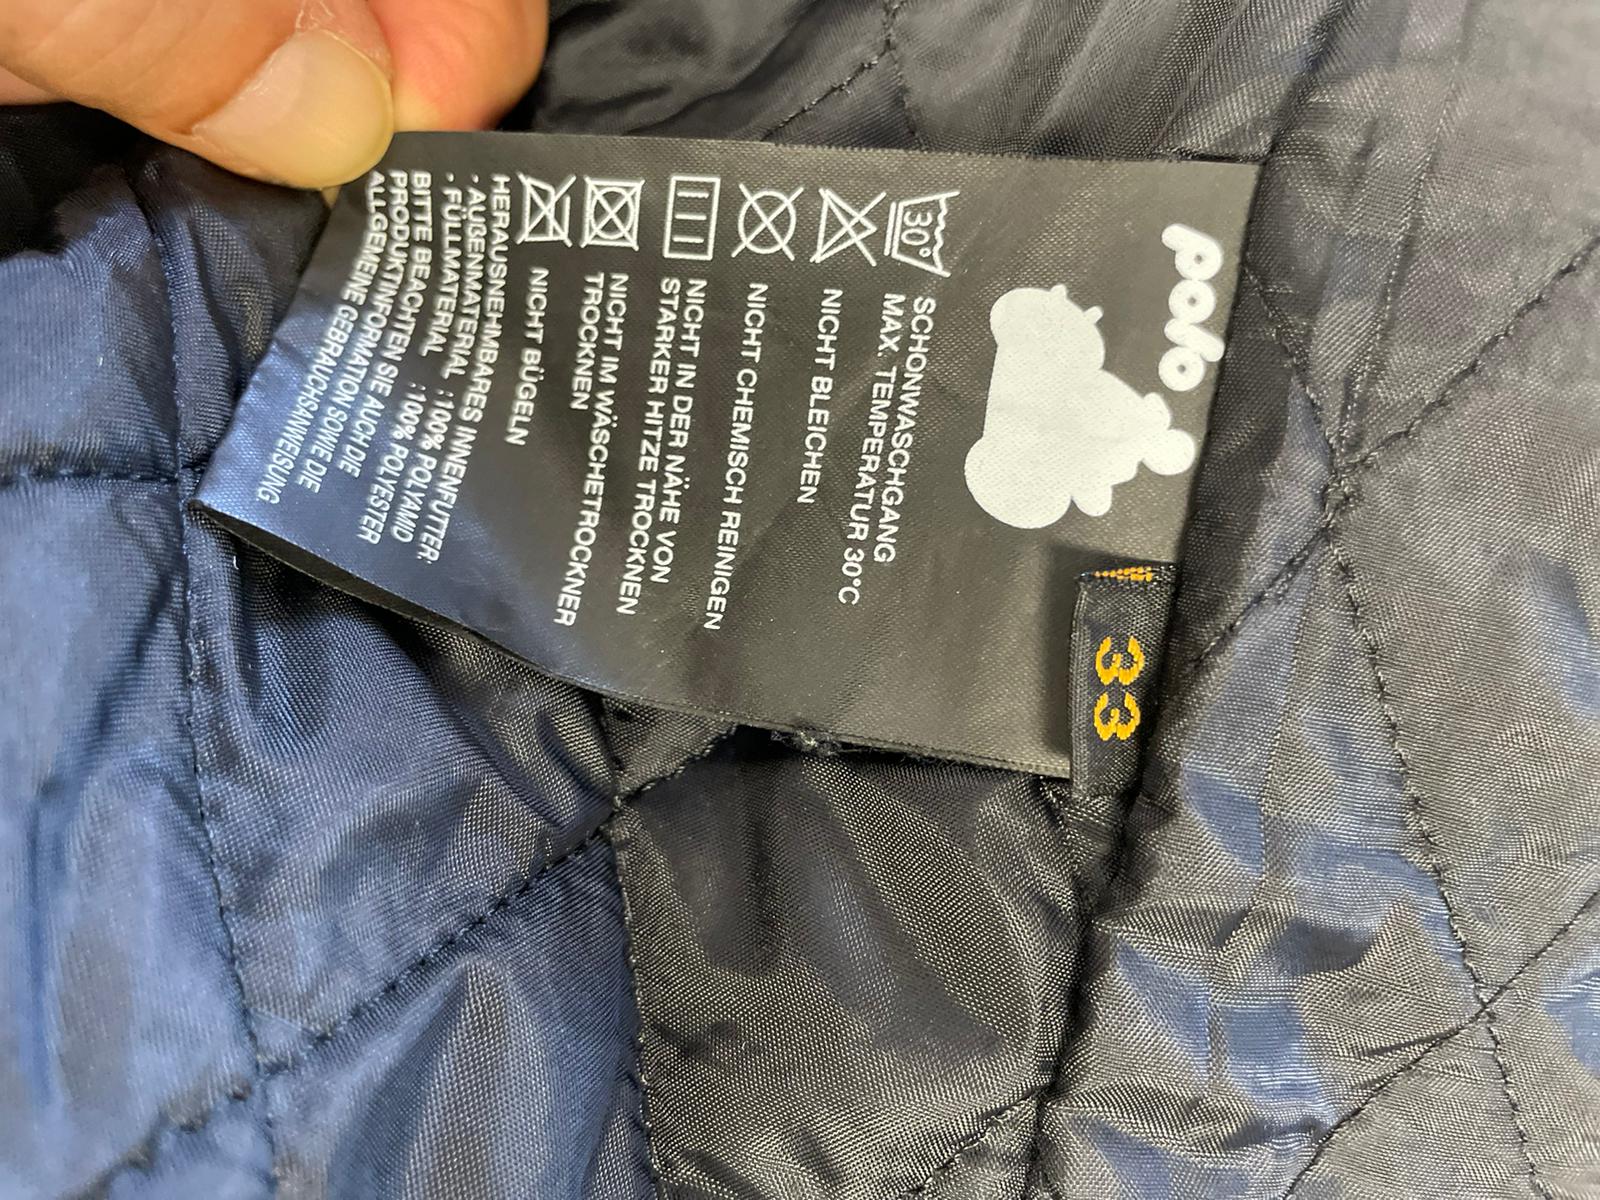 polo
33
30°
SCHONWASCHGANG
MAX. TEMPERATUR 30°C
NICHT BLEICHEN
NICHT CHEMISCH REINIGEN
NICHT IN DER NÄHE VON
STARKER HITZE TROCKNEN
NICHT IM WÄSCHETROCKNER
TROCKNEN
NICHT BÜGELN
HERAUSNEHMBARES INNENFUTTER:
- AUßENMATERIAL : 100% POLYAMID
- FÜLLMATERIAL : 100% POLYESTER
BITTE BEACHTEN SIE AUCH DIE
PRODUKTINFORMATION SOWIE DIE
ALLGEMEINE GEBRAUCHSANWEISUNG